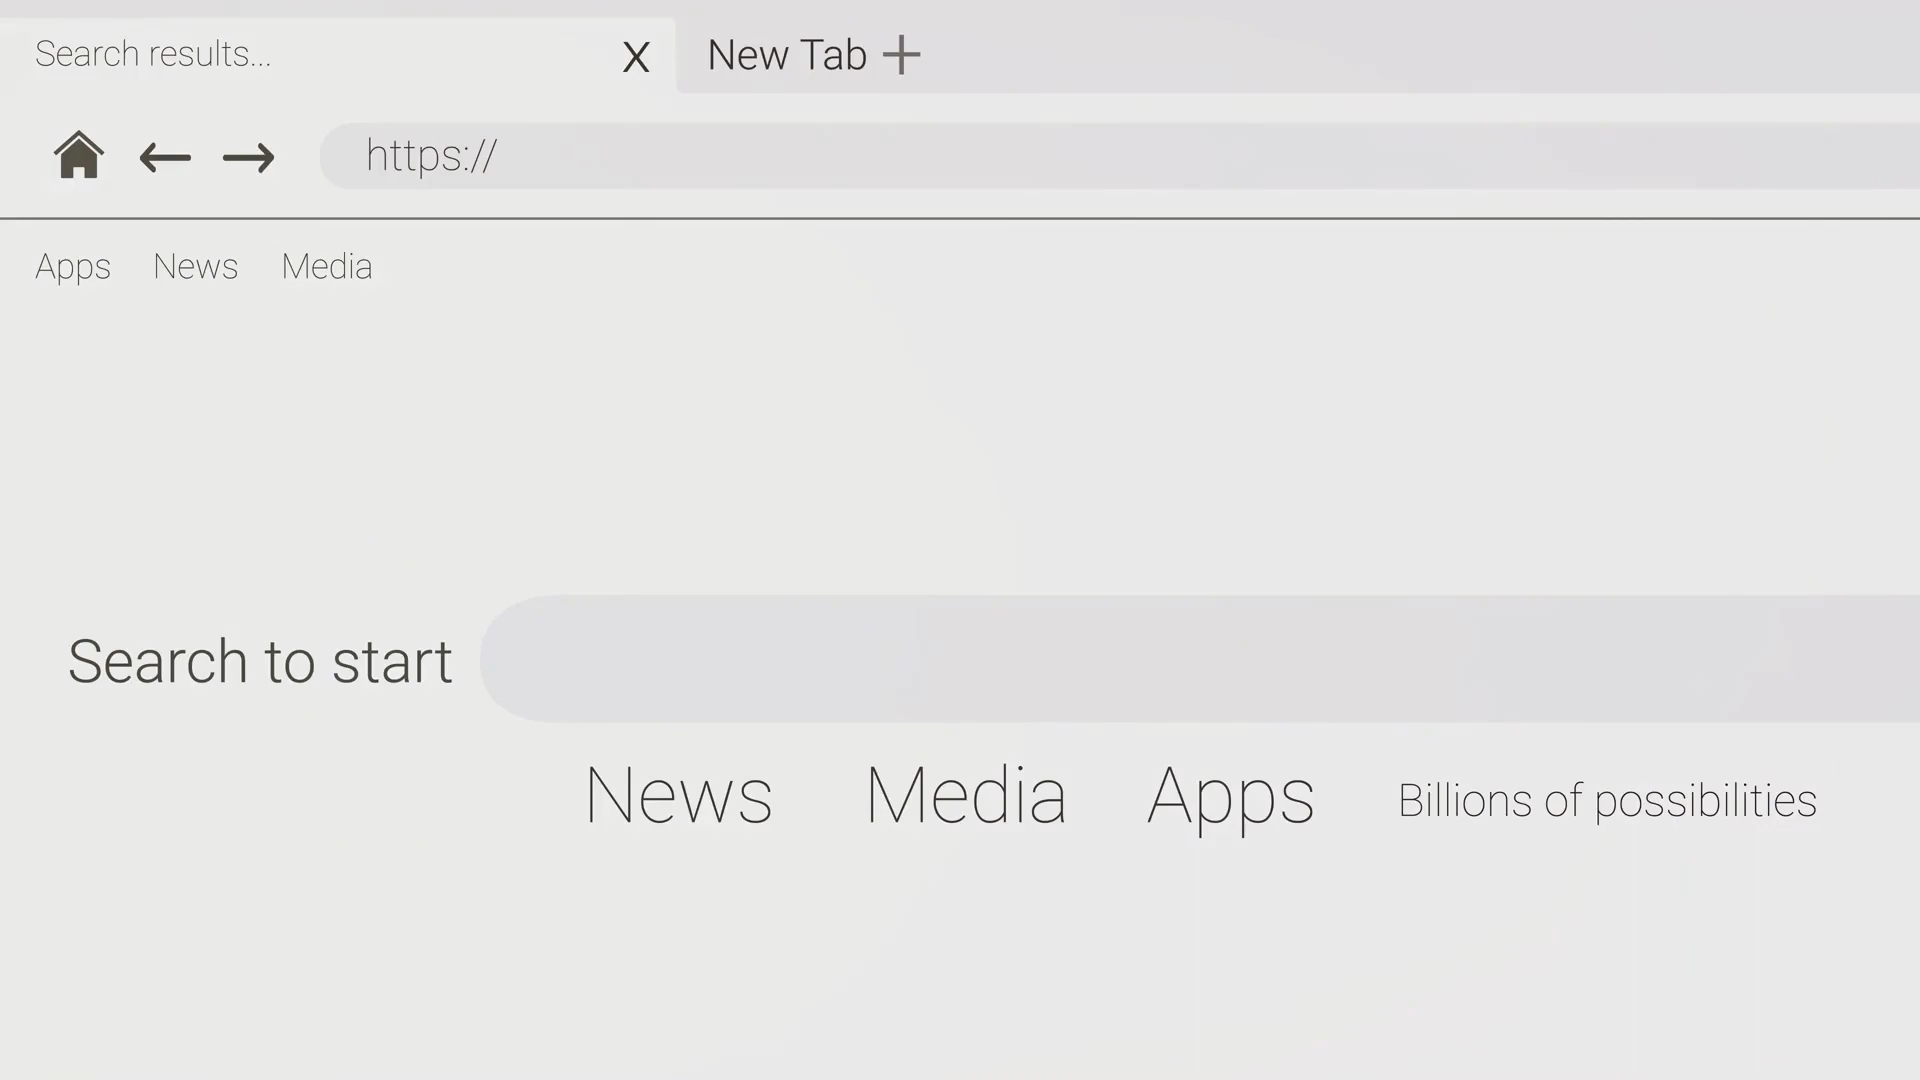 Search results... X New Tab +
https://
Apps News Media
Search to start
News Media Apps Billions of possibilities